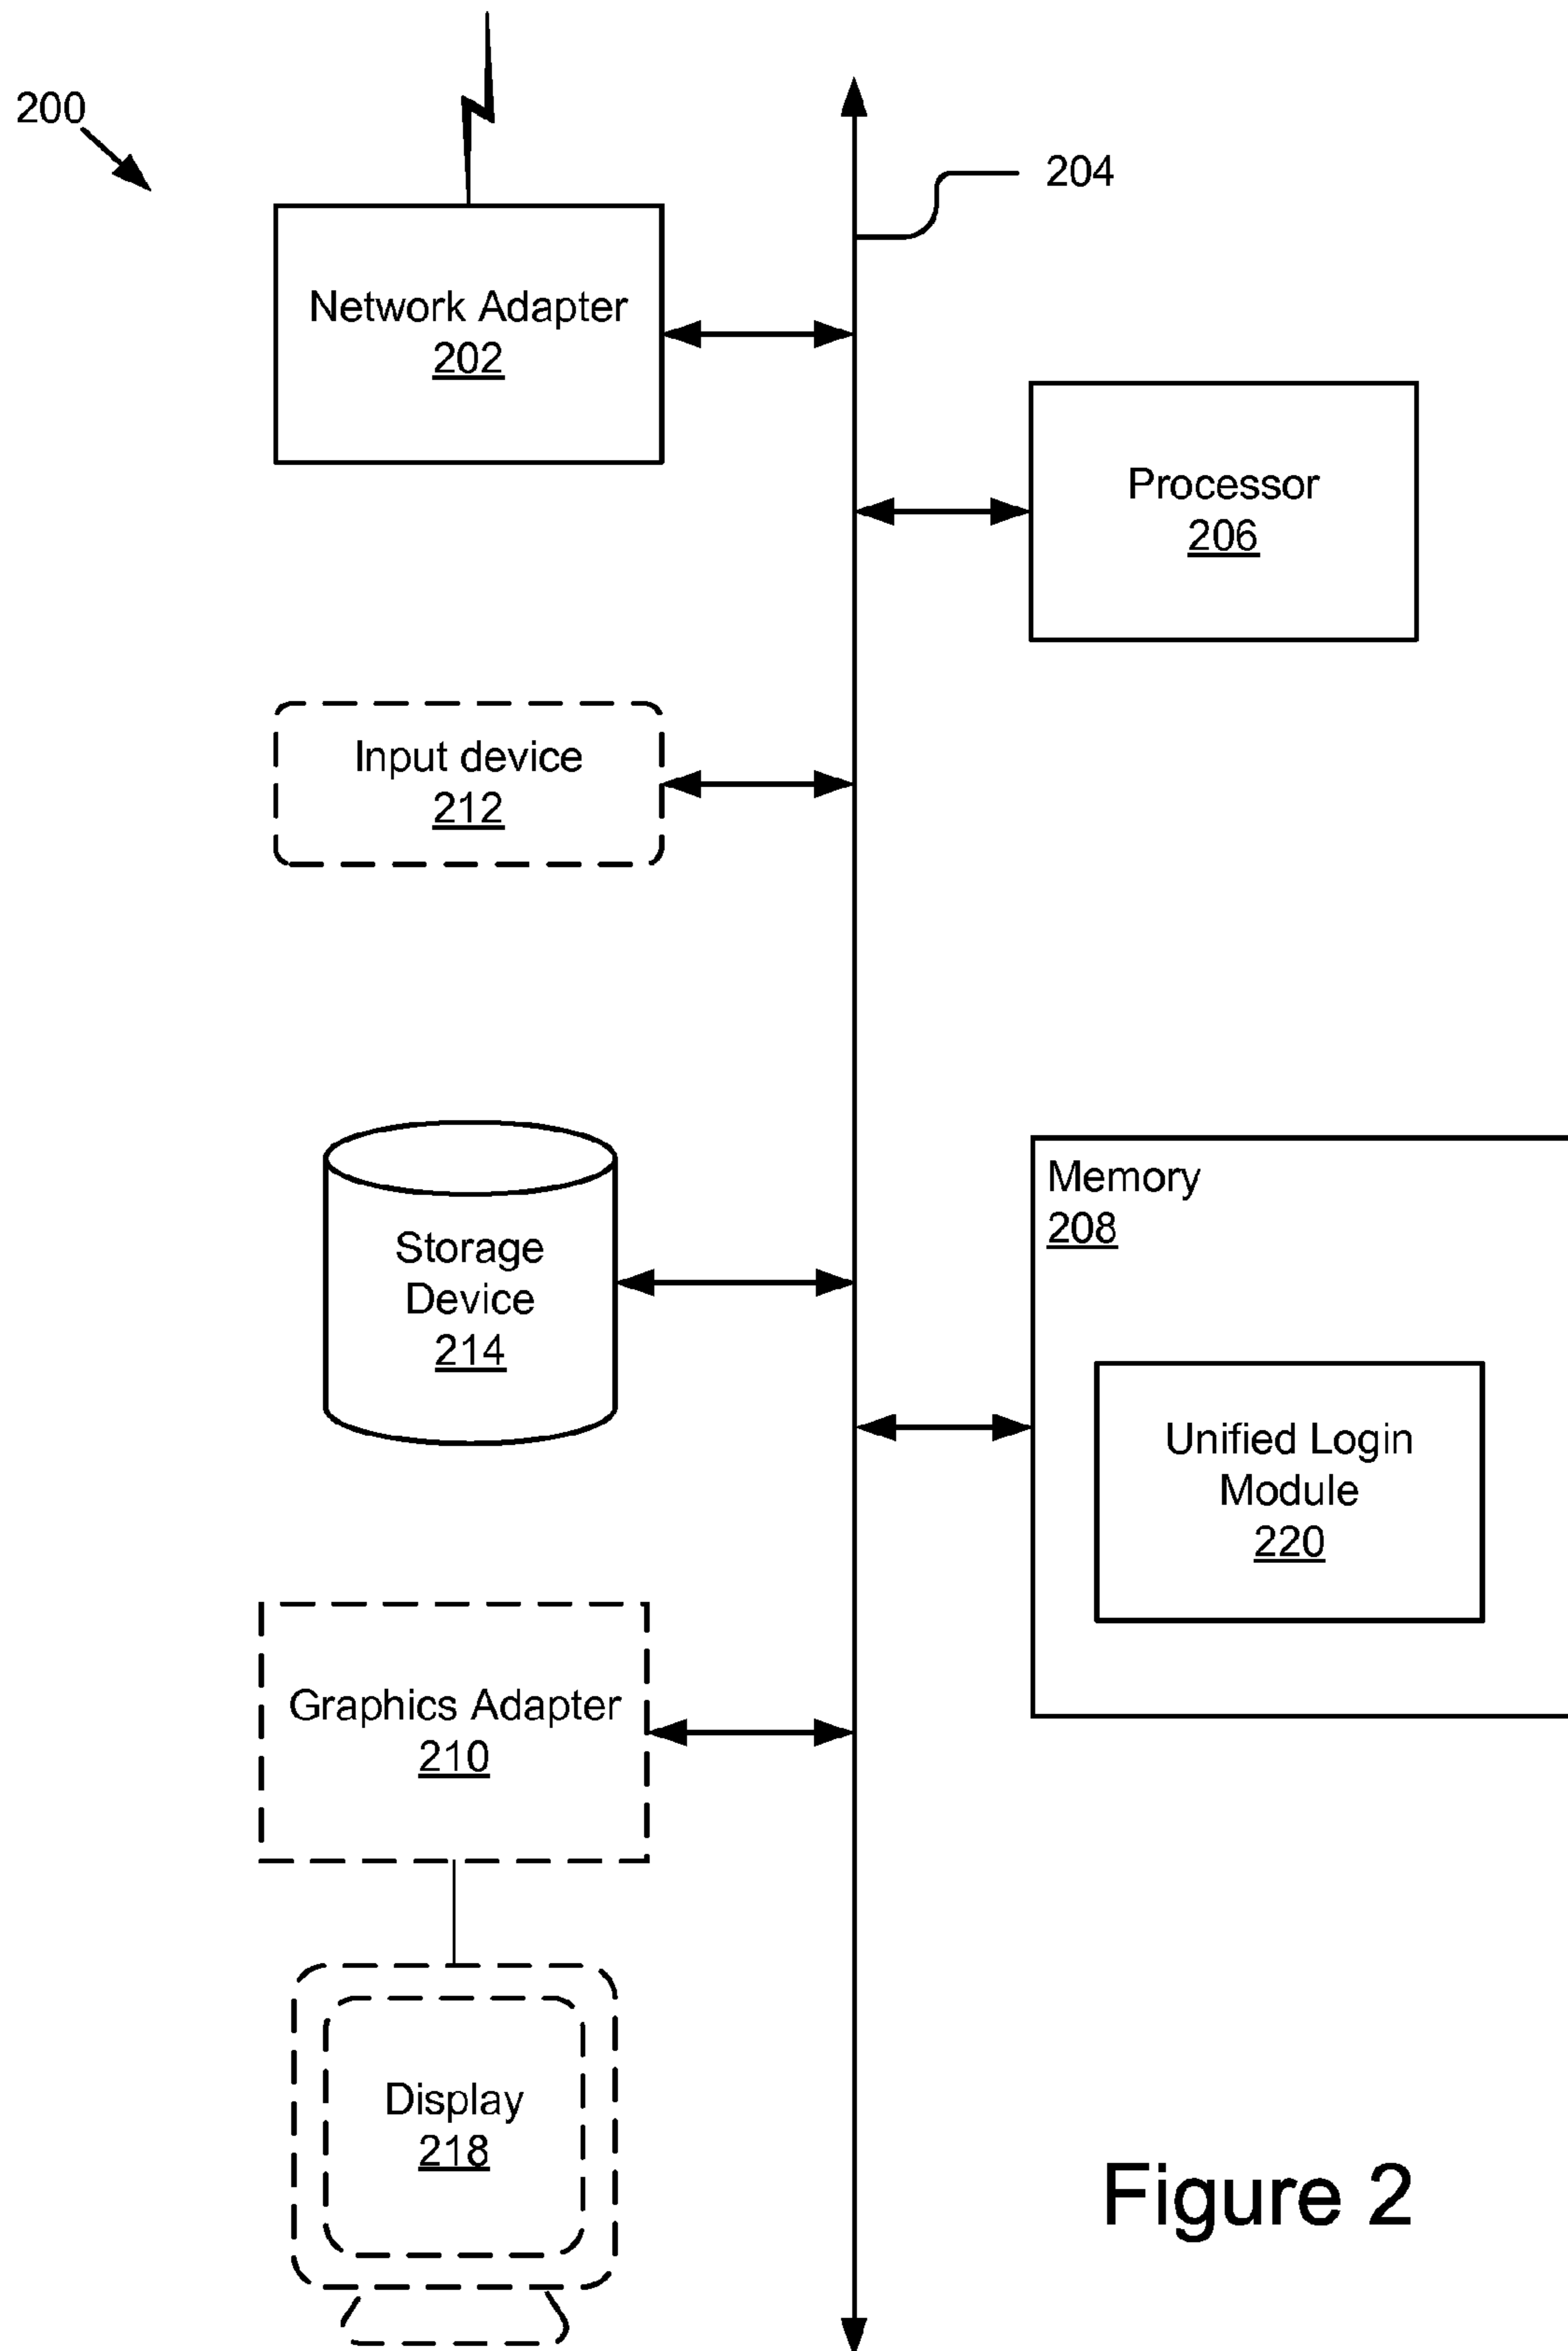 200
204
Network Adapter
202
Processor
206
Input device
212
Storage
Device
214
Memory
208
Unified Login
Module
220
Graphics Adapter
210
Display
218
Figure 2